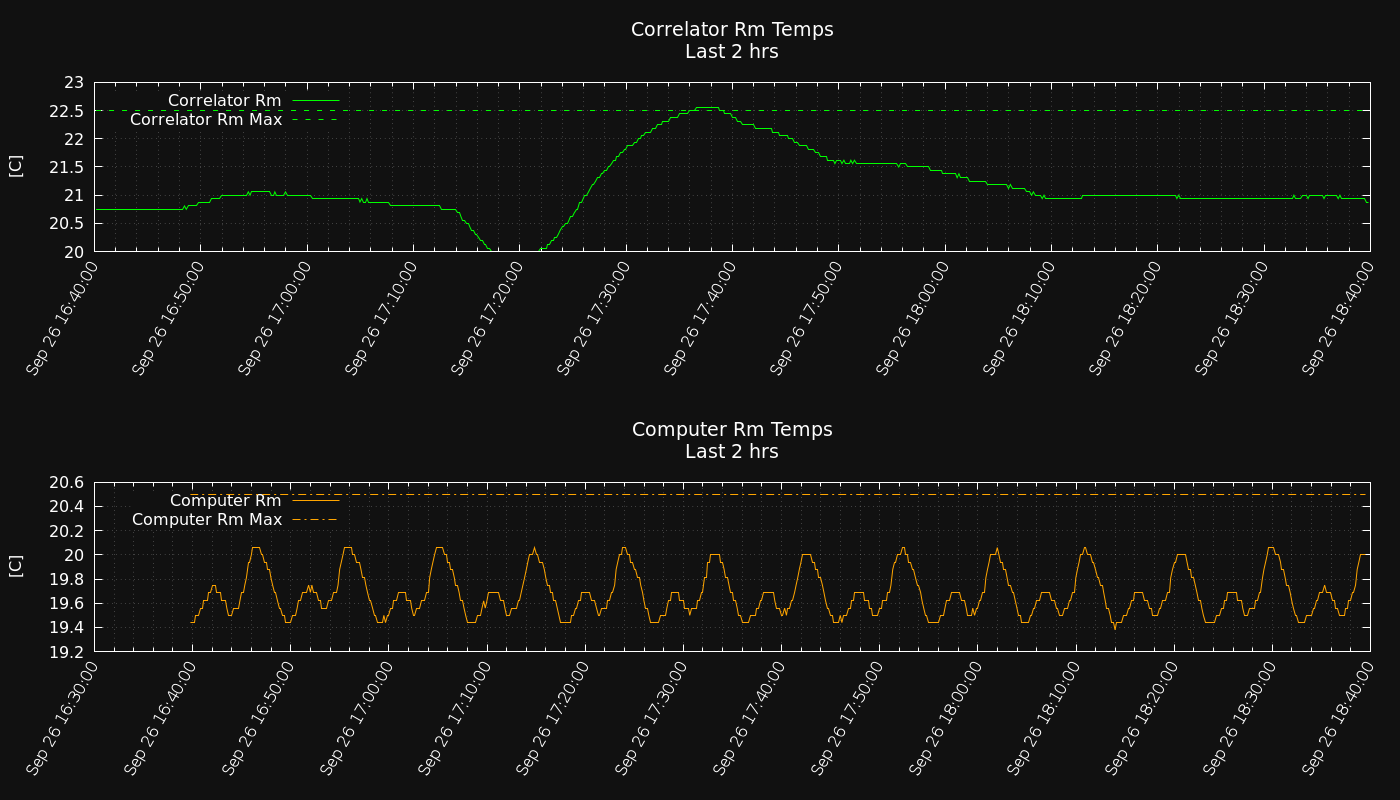 Correlator Rm Temps
Last 2 hrs
23
22.5
22
21.5
21
20.5
20
[C]
Correlator Rm
Correlator Rm Max
Sep 26 16:40:00
Sep 26 16:50:00
Sep 26 17:00:00
Sep 26 17:10:00
Sep 26 17:20:00
Sep 26 17:30:00
Sep 26 17:40:00
Sep 26 17:50:00
Sep 26 18:00:00
Sep 26 18:10:00
Sep 26 18:20:00
Sep 26 18:30:00
Sep 26 18:40:00
Computer Rm Temps
Last 2 hrs
20.6
20.4
20.2
20
19.8
19.6
19.4
19.2
[C]
Computer Rm
Computer Rm Max
Sep 26 16:30:00
Sep 26 16:40:00
Sep 26 16:50:00
Sep 26 17:00:00
Sep 26 17:10:00
Sep 26 17:20:00
Sep 26 17:30:00
Sep 26 17:40:00
Sep 26 17:50:00
Sep 26 18:00:00
Sep 26 18:10:00
Sep 26 18:20:00
Sep 26 18:30:00
Sep 26 18:40:00